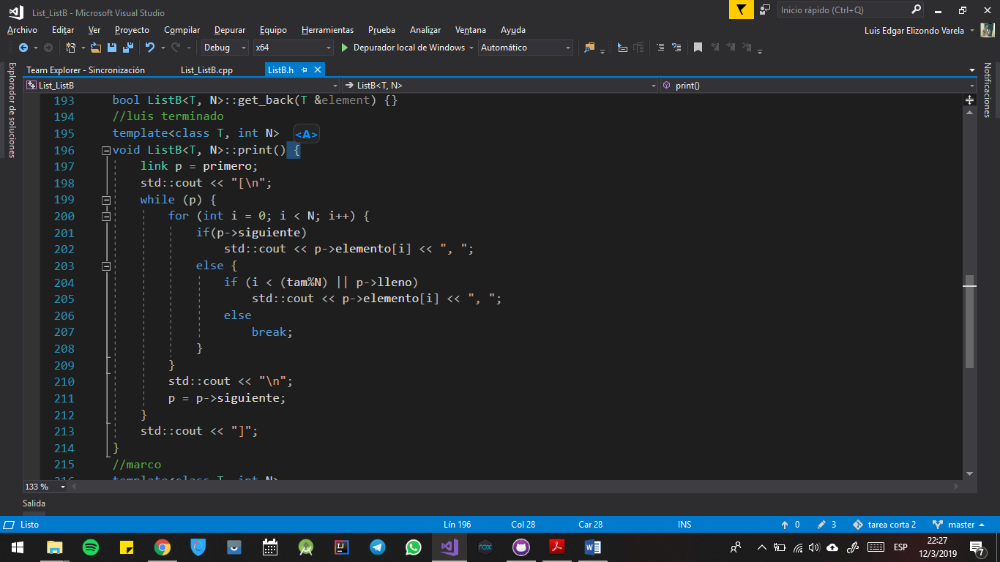 List_ListB - Microsoft Visual Studio
Inicio rápido (Ctrl+Q)
Archivo Editar Ver Proyecto Compilar Depurar Equipo Herramientas Prueba Analizar Ventana Ayuda
Luis Edgar Elizondo Varela
Debug x64 Depurador local de Windows Automático
Explorador de soluciones
Notificaciones
Team Explorer - Sincronización List_ListB.cpp ListB.h
List_ListB ListB<T, N> print()
193 bool ListB<T, N>::get_back(T &element) {}
194 //luis terminado
195 template<class T, int N> <A>
196 void ListB<T, N>::print() {
197 link p = primero;
198 std::cout << "[\n";
199 while (p) {
200 for (int i = 0; i < N; i++) {
201 if(p->siguiente)
202 std::cout << p->elemento[i] << ", ";
203 else {
204 if (i < (tam%N) || p->lleno)
205 std::cout << p->elemento[i] << ", ";
206 else
207 break;
208 }
209 }
210 std::cout << "\n";
211 p = p->siguiente;
212 }
213 std::cout << "]";
214 }
215 //marco
216 template<class T, int N>
133 %
Salida
Listo Lín 196 Col 28 Car 28 INS 0 3 tarea corta 2 master
IJ
nox
W
ESP
22:27
12/3/2019
7